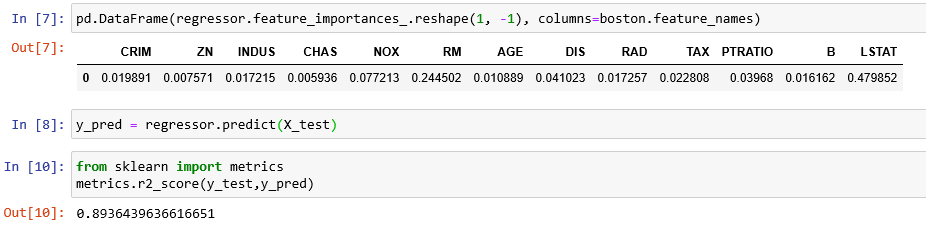 In [7]: pd.DataFrame(regressor.feature_importances_.reshape(1, -1), columns=boston.feature_names)
Out[7]:
CRIM ZN INDUS CHAS NOX RM AGE DIS RAD TAX PTRATIO B LSTAT
0 0.019891 0.007571 0.017215 0.005936 0.077213 0.244502 0.010889 0.041023 0.017257 0.022808 0.03968 0.016162 0.479852
In [8]: y_pred = regressor.predict(X_test)
In [10]: from sklearn import metrics
metrics.r2_score(y_test,y_pred)
Out[10]: 0.8936439636616651